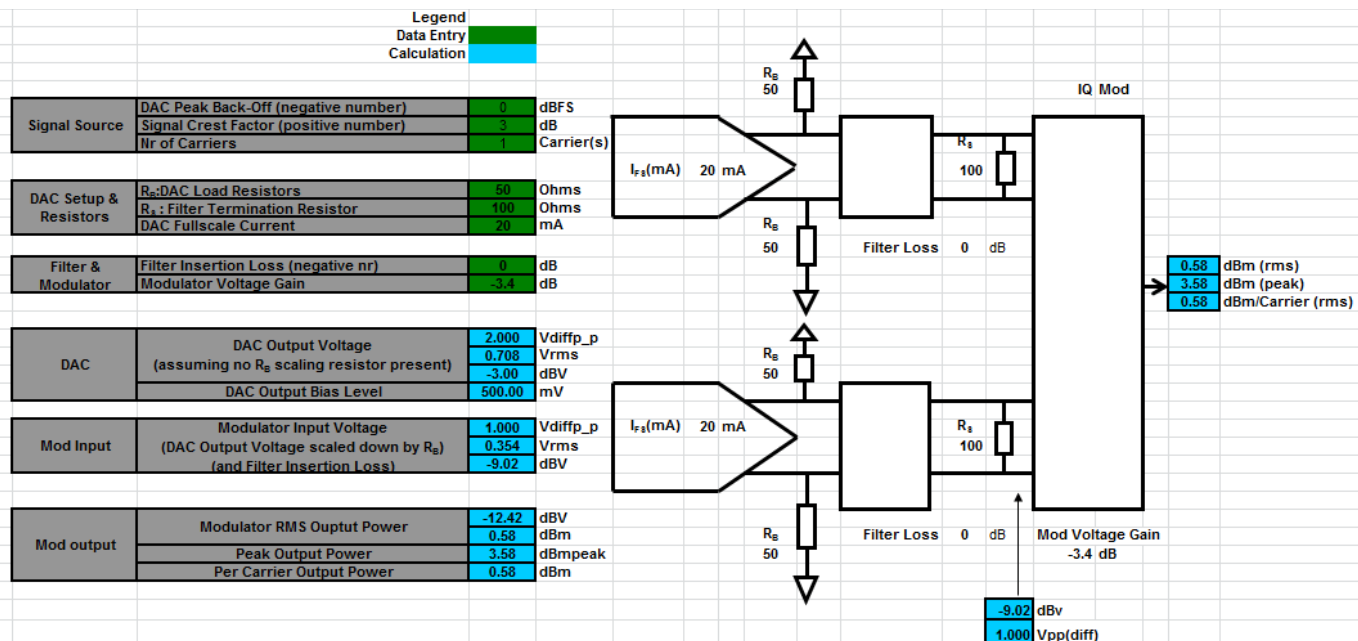 Legend
Data Entry
Calculation
Signal Source
DAC Peak Back-Off (negative number) 0 dBFS
Signal Crest Factor (positive number) 3 dB
Nr of Carriers 1 Carrier(s)
DAC Setup & Resistors
RB:DAC Load Resistors 50 Ohms
Rs : Filter Termination Resistor 100 Ohms
DAC Fullscale Current 20 mA
Filter & Modulator
Filter Insertion Loss (negative nr) 0 dB
Modulator Voltage Gain -3.4 dB
DAC
DAC Output Voltage
(assuming no RB scaling resistor present)
2.000 Vdiffp_p
0.708 Vrms
-3.00 dBV
DAC Output Bias Level 500.00 mV
Mod Input
Modulator Input Voltage
(DAC Output Voltage scaled down by RB)
(and Filter Insertion Loss)
1.000 Vdiffp_p
0.354 Vrms
-9.02 dBV
Mod output
Modulator RMS Ouptut Power
-12.42 dBV
0.58 dBm
Peak Output Power 3.58 dBmpeak
Per Carrier Output Power 0.58 dBm
RB
50
IQ Mod
IFS(mA) 20 mA
Rs
100
RB
50
Filter Loss 0 dB
0.58 dBm (rms)
3.58 dBm (peak)
0.58 dBm/Carrier (rms)
RB
50
IFS(mA) 20 mA
Rs
100
RB
50
Filter Loss 0 dB
Mod Voltage Gain
-3.4 dB
-9.02 dBv
1.000 Vpp(diff)